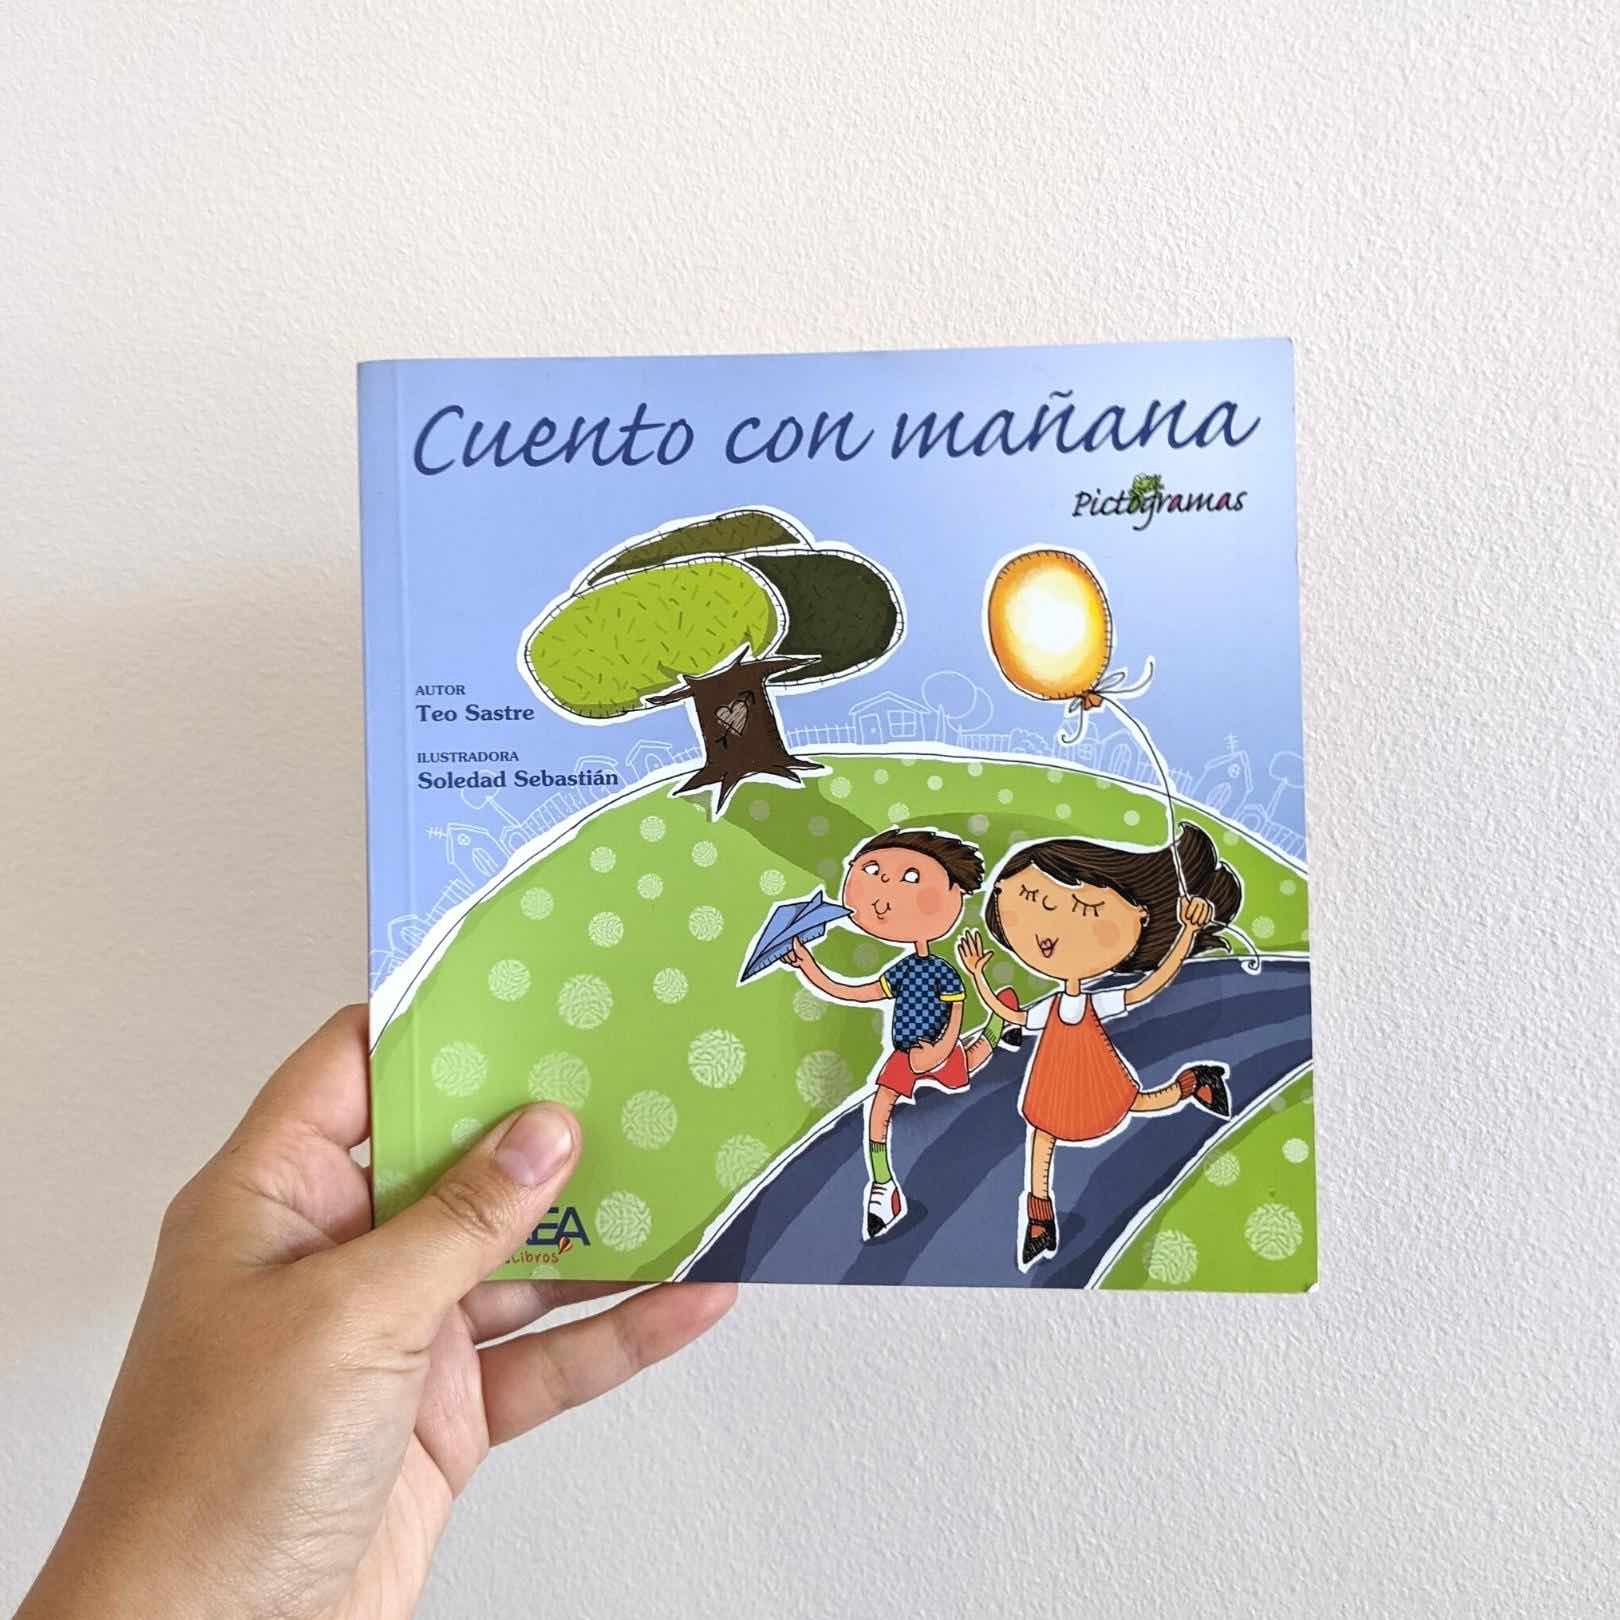 Cuento con mañana
Pictogramas
AUTOR
Teo Sastre
ILUSTRADORA
Soledad Sebastián